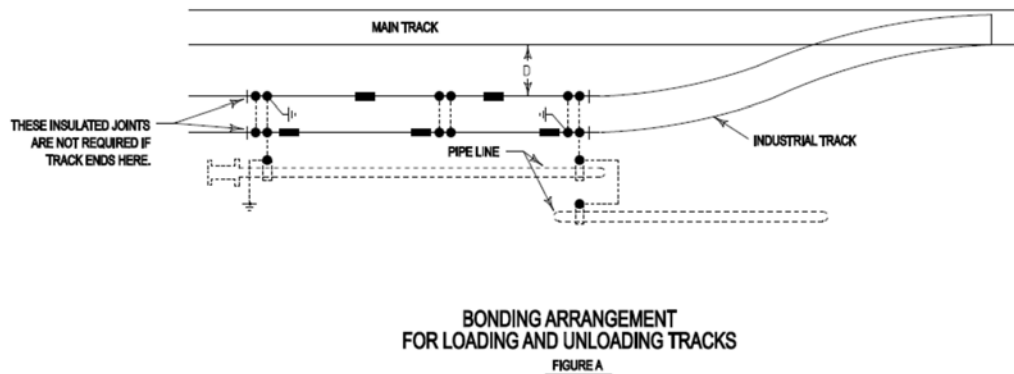 MAIN TRACK
D
THESE INSULATED JOINTS
ARE NOT REQUIRED IF
TRACK ENDS HERE.
INDUSTRIAL TRACK
PIPE LINE
BONDING ARRANGEMENT
FOR LOADING AND UNLOADING TRACKS
FIGURE A